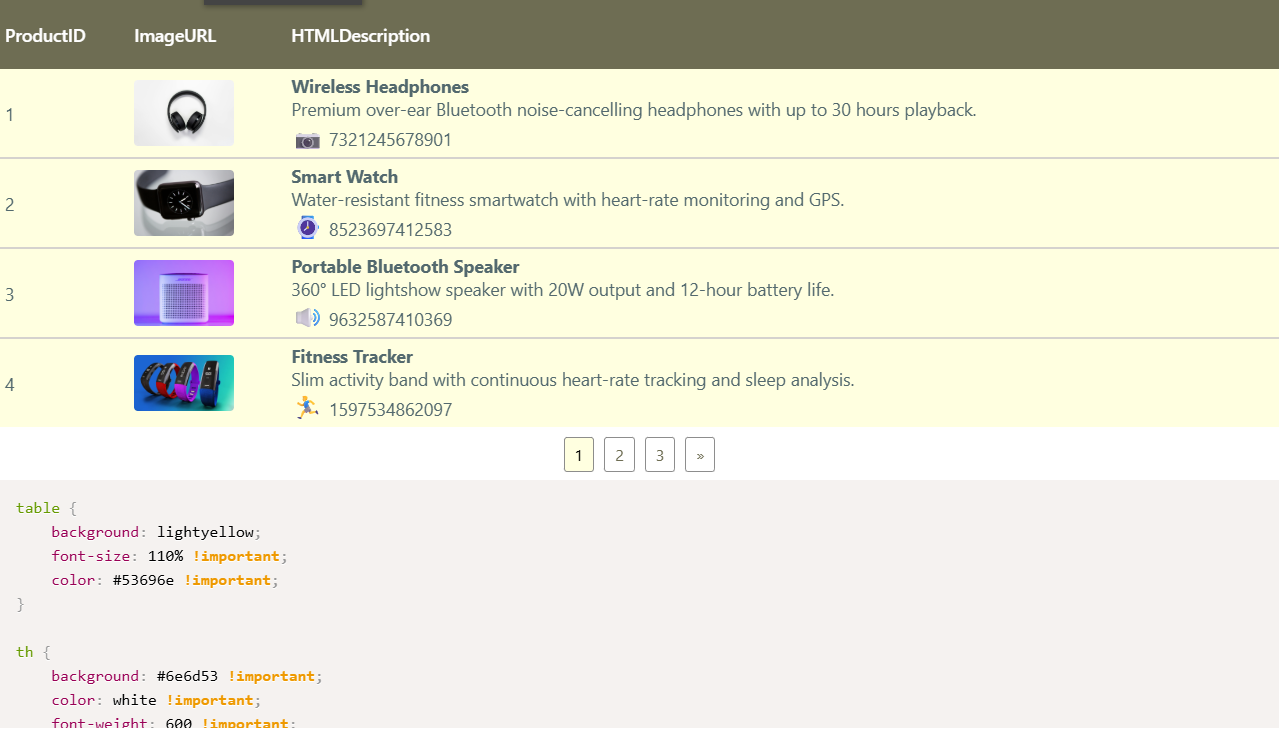 ProductID ImageURL HTMLDescription
Wireless Headphones
Premium over-ear Bluetooth noise-cancelling headphones with up to 30 hours playback.
1
📷 7321245678901
Smart Watch
Water-resistant fitness smartwatch with heart-rate monitoring and GPS.
2
⌚ 8523697412583
Portable Bluetooth Speaker
360° LED lightshow speaker with 20W output and 12-hour battery life.
3
🔊 9632587410369
Fitness Tracker
Slim activity band with continuous heart-rate tracking and sleep analysis.
4
🏃 1597534862097
1 2 3 »
table {
    background: lightyellow;
    font-size: 110% !important;
    color: #53696e !important;
}
th {
    background: #6e6d53 !important;
    color: white !important;
    font-weight: 600 !important;